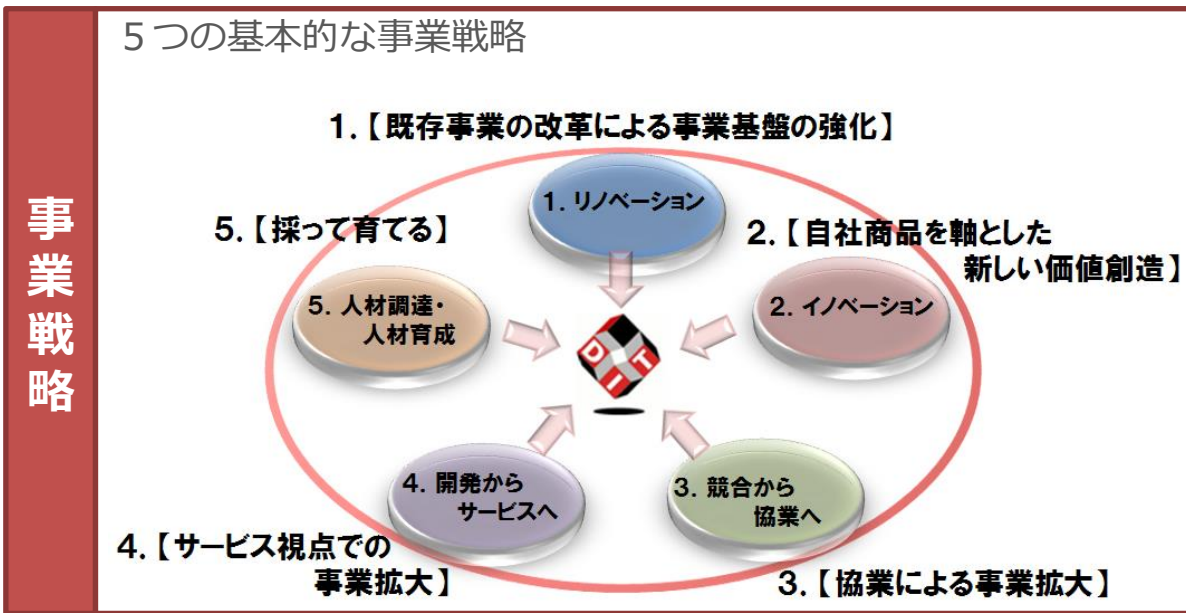 5つの基本的な事業戦略
事業戦略
1．【既存事業の改革による事業基盤の強化】
1．リノベーション
2．【自社商品を軸とした
新しい価値創造】
2．イノベーション
3．競合から
協業へ
3．【協業による事業拡大】
4．開発から
サービスへ
4．【サービス視点での
事業拡大】
5．【採って育てる】
5．人材調達・
人材育成
DIT